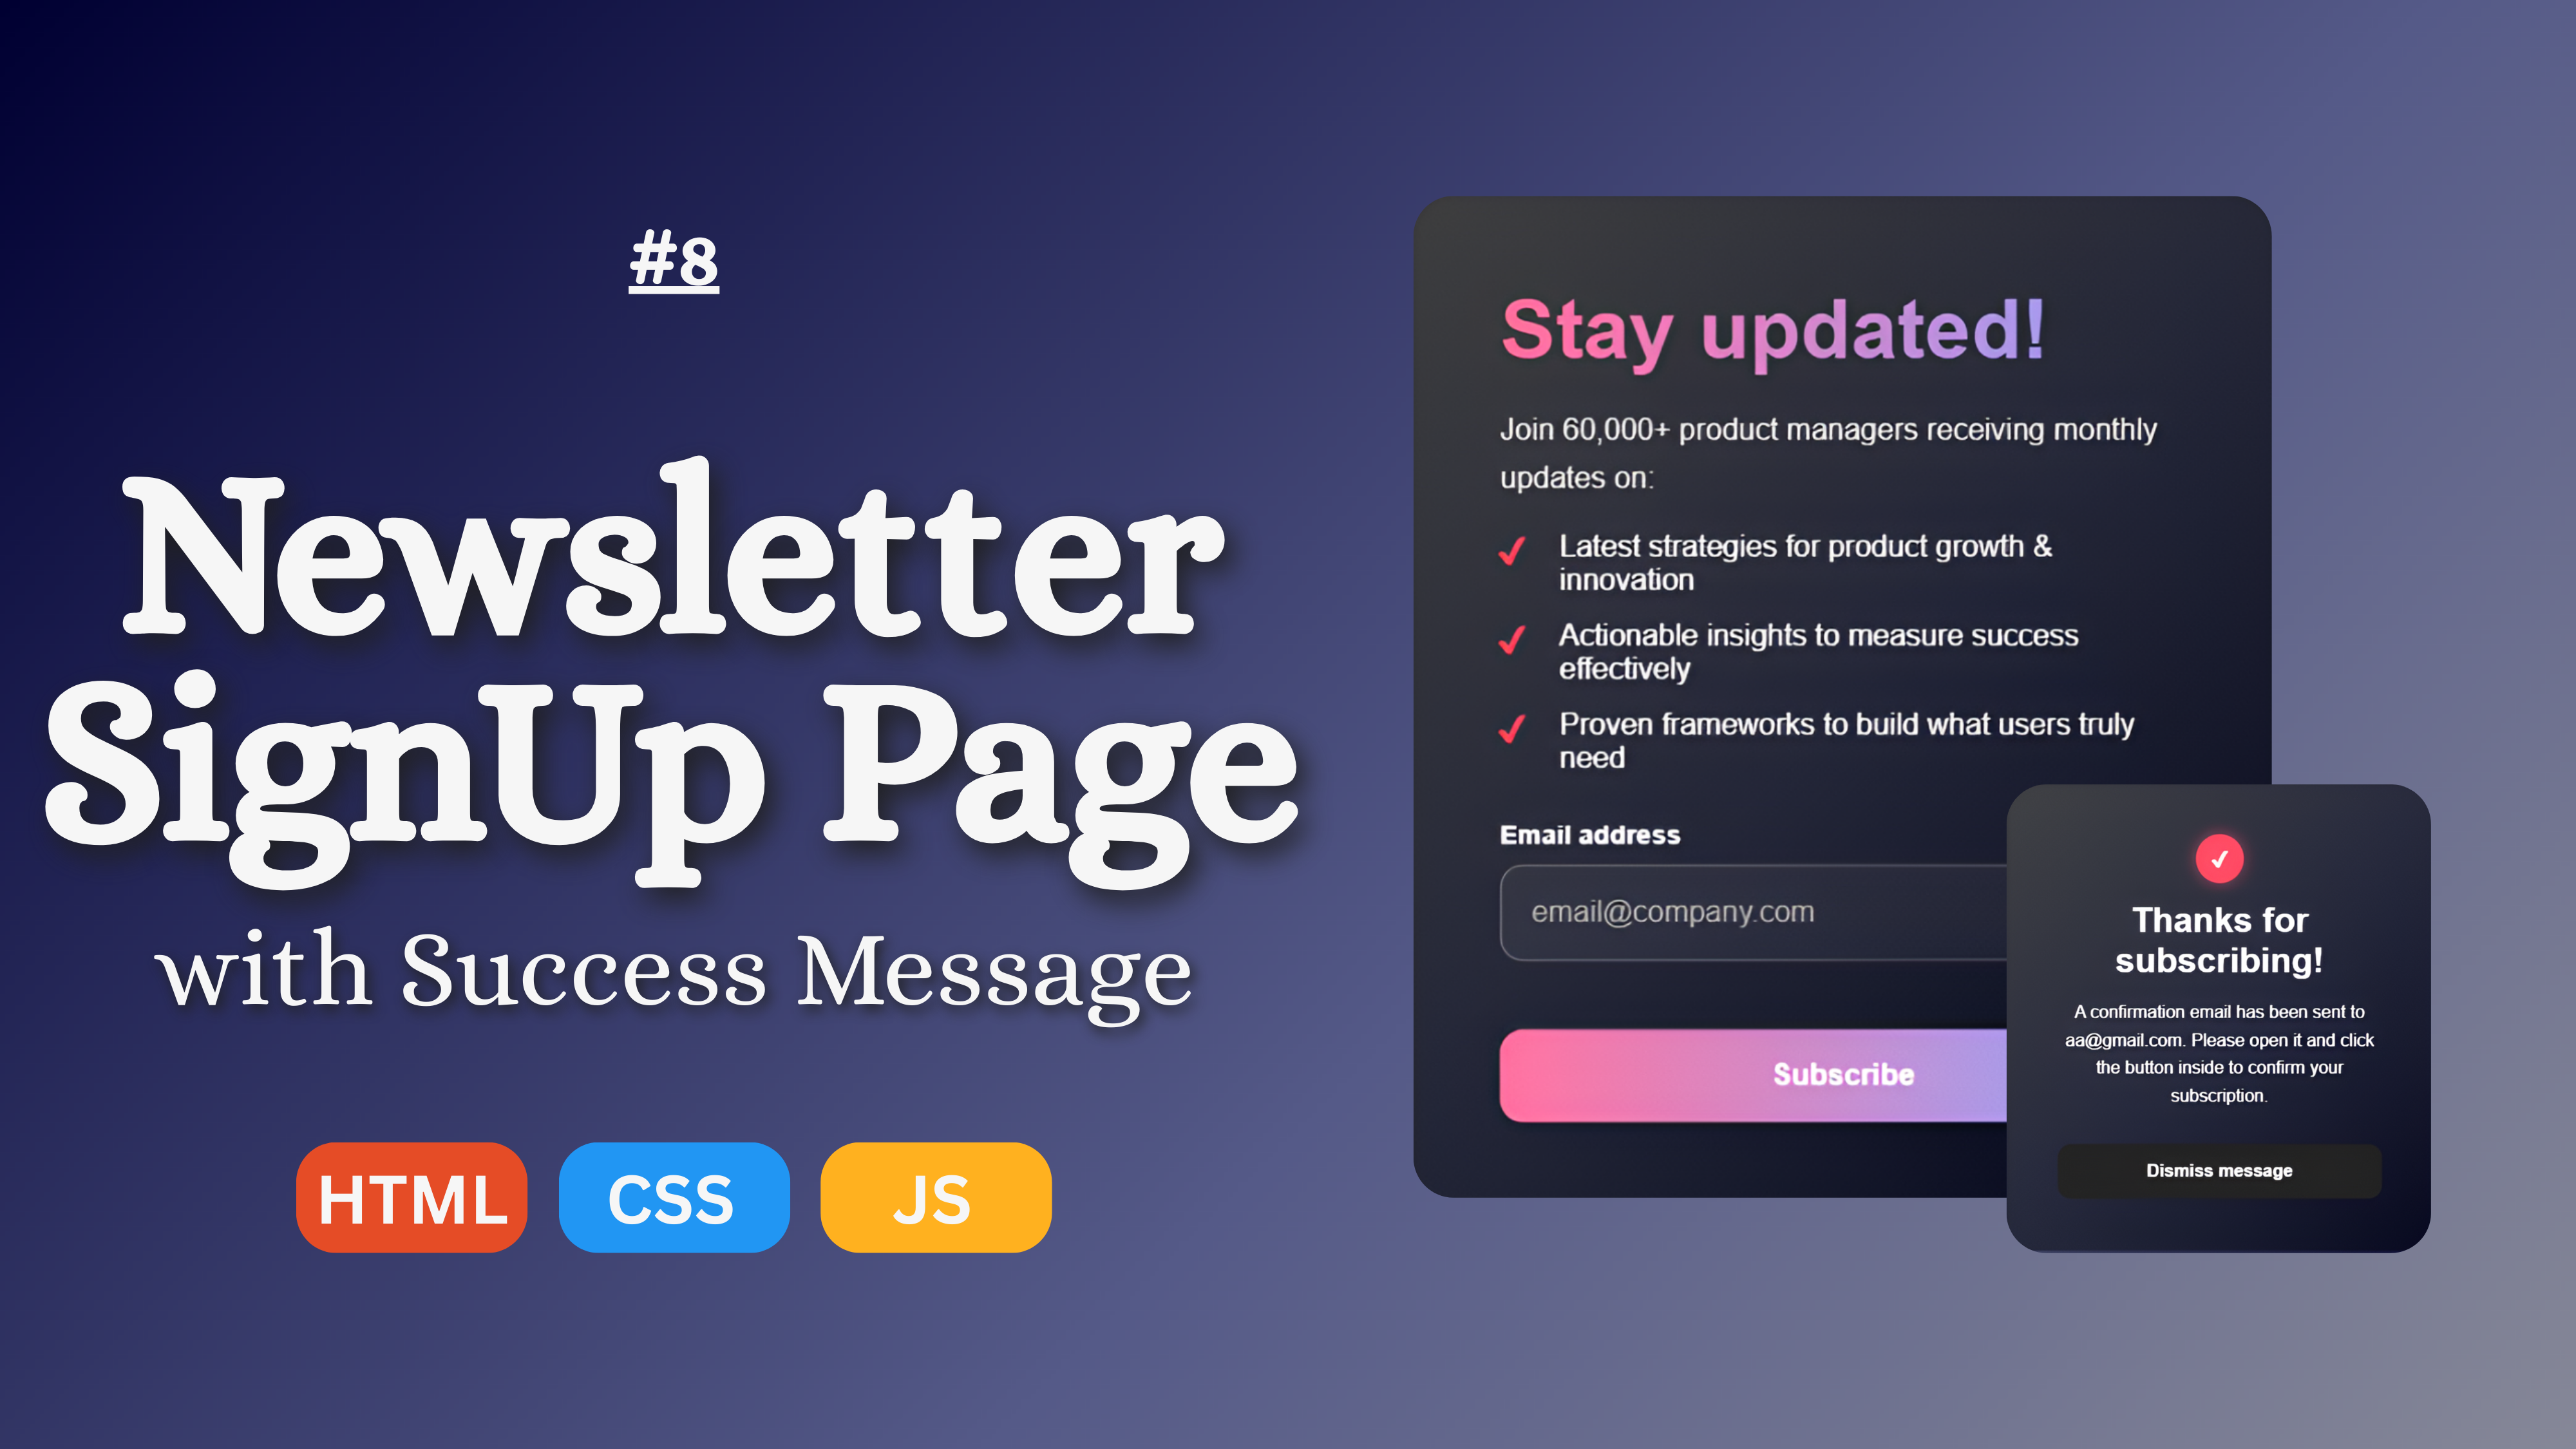 #8
Newsletter
SignUp Page
with Success Message
HTML
CSS
JS
Stay updated!
Join 60,000+ product managers receiving monthly
updates on:
✓ Latest strategies for product growth &
innovation
✓ Actionable insights to measure success
effectively
✓ Proven frameworks to build what users truly
need
Email address
email@company.com
Subscribe
✓
Thanks for
subscribing!
A confirmation email has been sent to
aa@gmail.com. Please open it and click
the button inside to confirm your
subscription.
Dismiss message